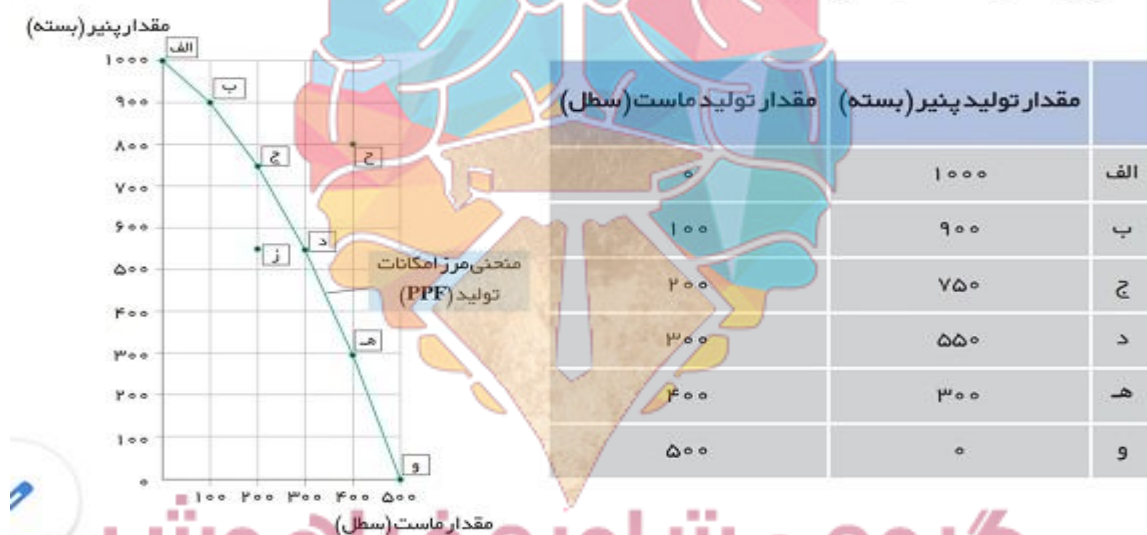 مقدار پنیر (بسته)
الف
۱۰۰۰
ب
۹۰۰
ج
ح
۸۰۰
۷۰۰
۶۰۰
د
ز
۵۰۰
منحنی مرز امکانات
تولید (PPF)
۴۰۰
هـ
۳۰۰
۲۰۰
۱۰۰
و
۰
۱۰۰ ۲۰۰ ۳۰۰ ۴۰۰ ۵۰۰
مقدار ماست (سطل)
مقدار تولید پنیر (بسته) مقدار تولید ماست (سطل)
الف ۱۰۰۰ ۰
ب ۹۰۰ ۱۰۰
ج ۷۵۰ ۲۰۰
د ۵۵۰ ۳۰۰
هـ ۳۰۰ ۴۰۰
و ۰ ۵۰۰